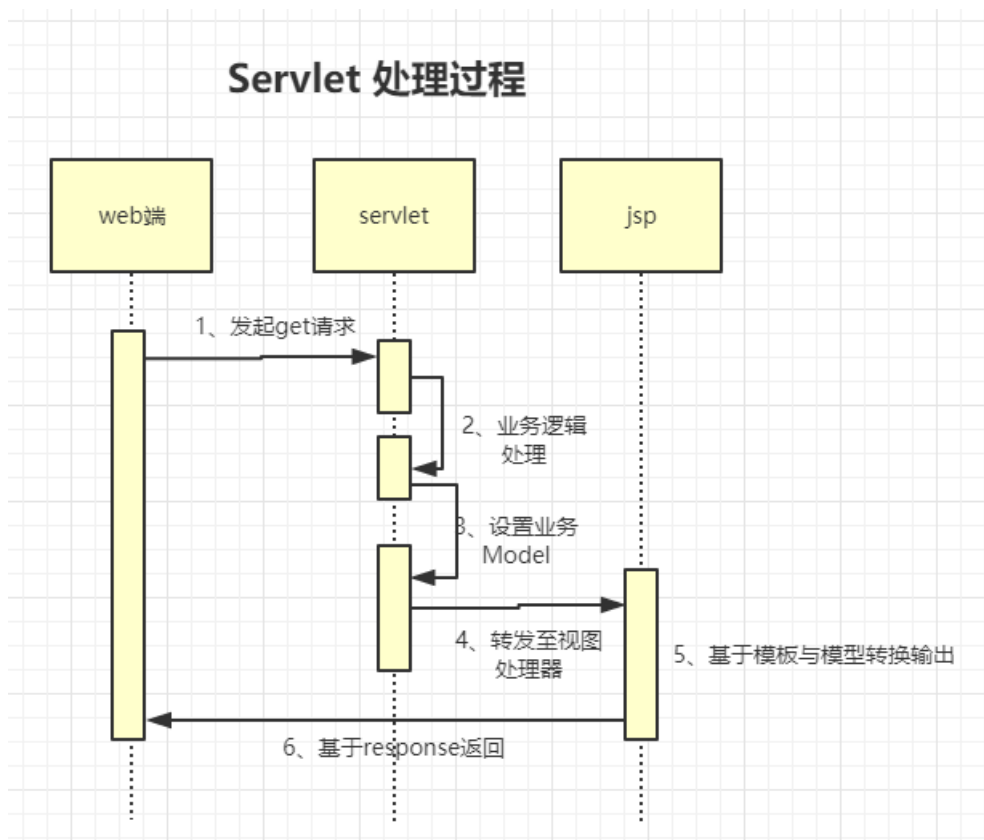 Servlet 处理过程
web端
servlet
jsp
1、发起get请求
2、业务逻辑
处理
3、设置业务
Model
4、转发至视图
处理器
5、基于模板与模型转换输出
6、基于response返回